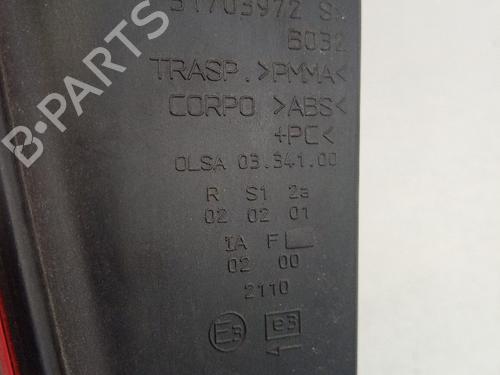 51703972 S.
B032
TRASP. >PMMA<
CORPO >ABS<
+PC<
OLSA 03.341.00
R S1 2a
02 02 01
IA F
02 00
2110
E3 e3
B-Parts